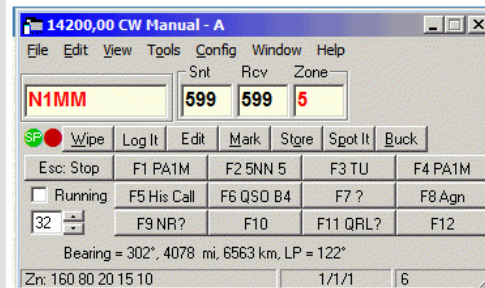 14200,00 CW Manual - A
File Edit View Tools Config Window Help
Snt Rcv Zone
N1MM 599 599 5
SP Wipe Log It Edit Mark Store Spot It Buck
Esc: Stop F1 PA1M F2 5NN 5 F3 TU F4 PA1M
Running F5 His Call F6 QSO B4 F7 ? F8 Agn
32 F9 NR? F10 F11 QRL? F12
Bearing = 302°, 4078 mi, 6563 km, LP = 122°
Zn: 160 80 20 15 10 1/1/1 6